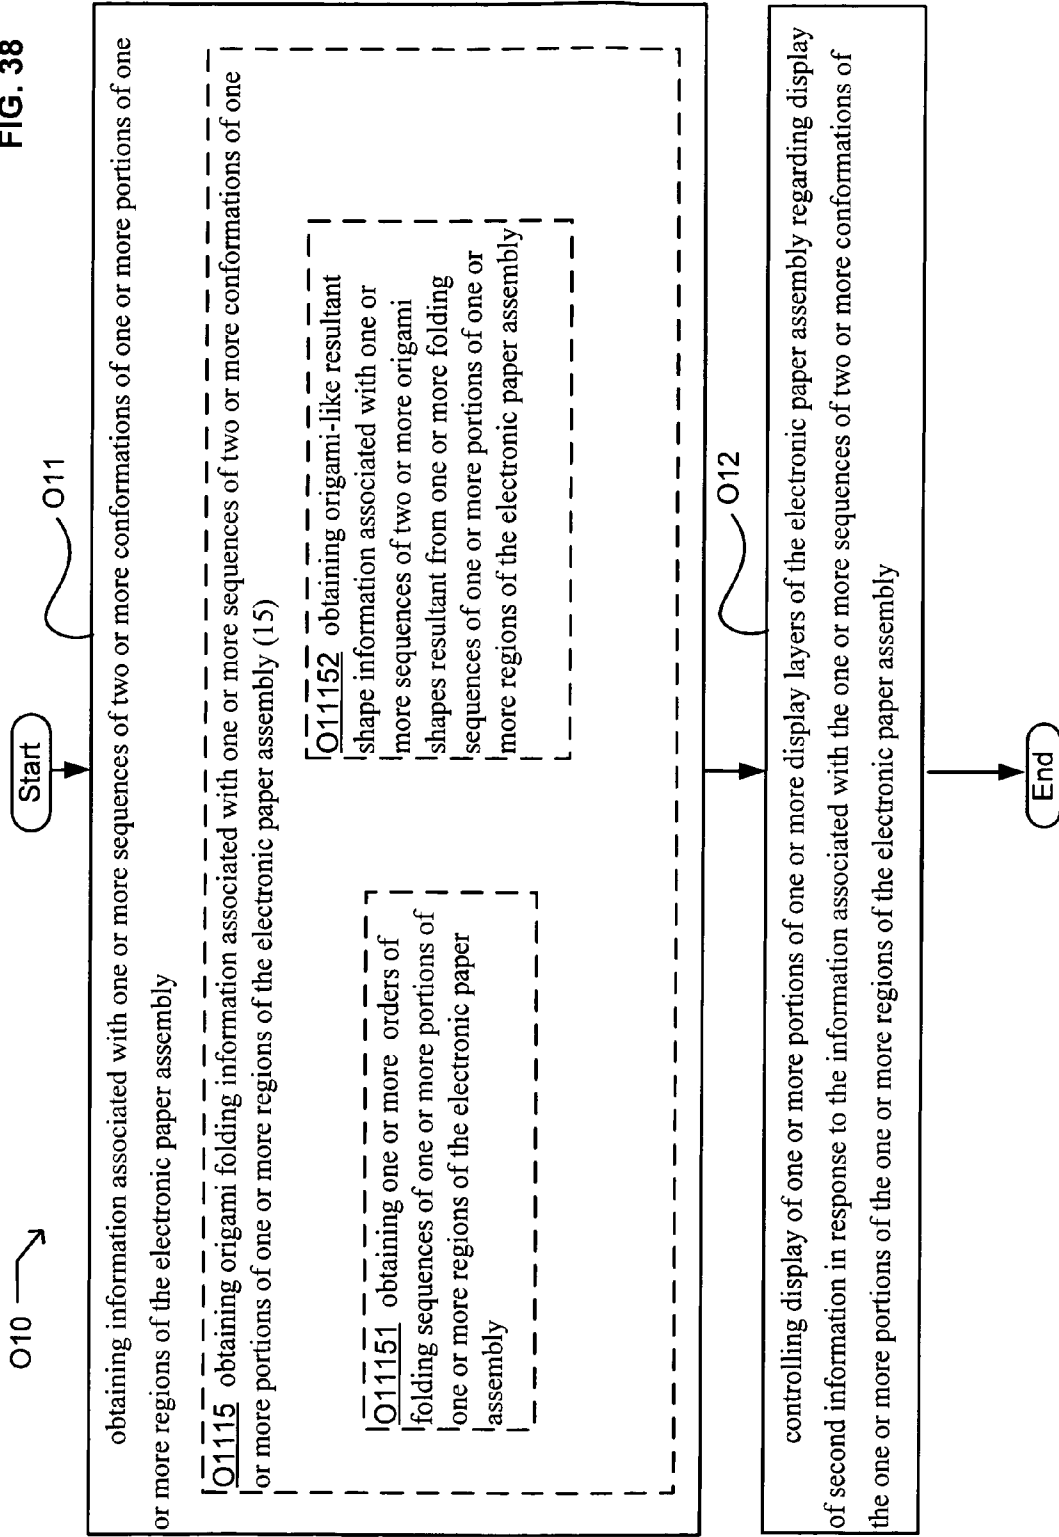 FIG. 38
O10
Start
O11
obtaining information associated with one or more sequences of two or more conformations of one or more portions of one
or more regions of the electronic paper assembly
O1115 obtaining origami folding information associated with one or more sequences of two or more conformations of one
or more portions of one or more regions of the electronic paper assembly (15)
O11151 obtaining one or more orders of
folding sequences of one or more portions of
one or more regions of the electronic paper
assembly
O11152 obtaining origami-like resultant
shape information associated with one or
more sequences of two or more origami
shapes resultant from one or more folding
sequences of one or more portions of one or
more regions of the electronic paper assembly
O12
controlling display of one or more portions of one or more display layers of the electronic paper assembly regarding display
of second information in response to the information associated with the one or more sequences of two or more conformations of
the one or more portions of the one or more regions of the electronic paper assembly
End